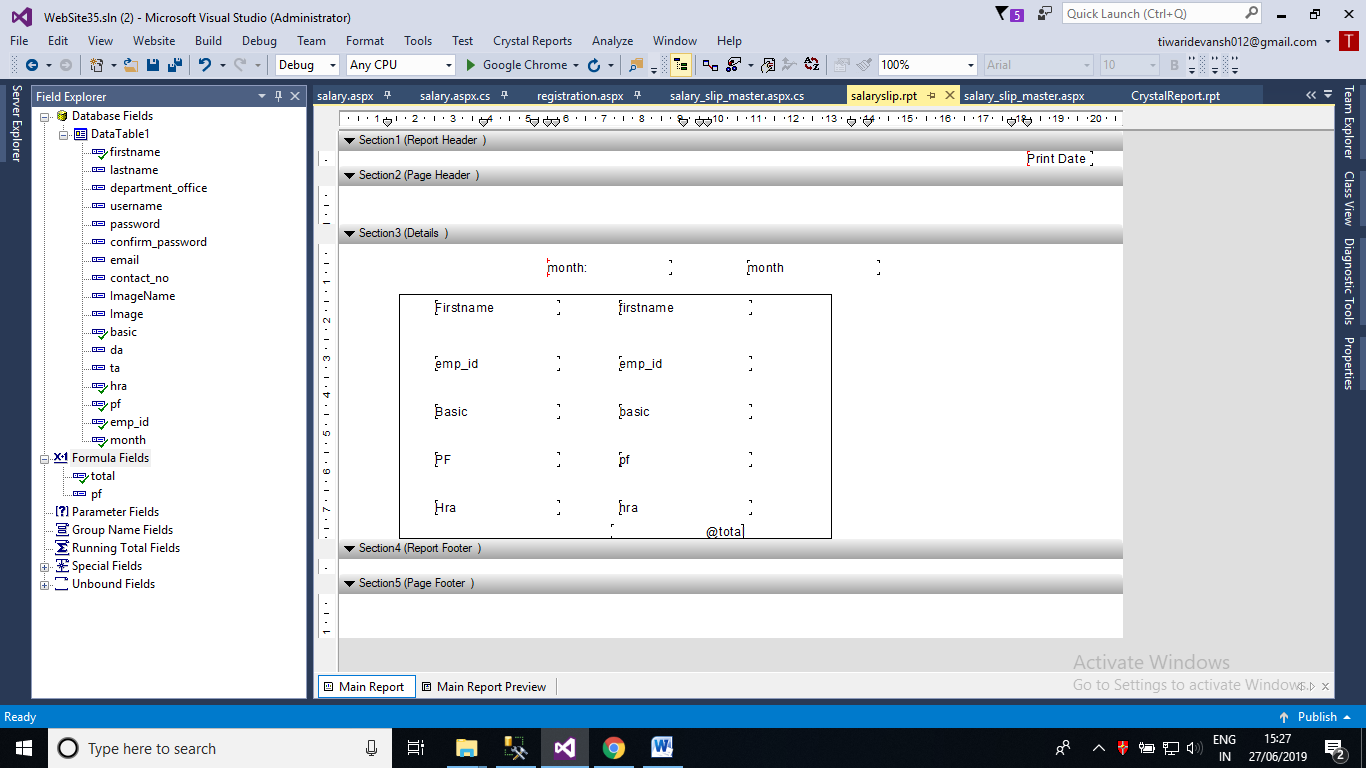 WebSite35.sln (2) - Microsoft Visual Studio (Administrator)
5
Quick Launch (Ctrl+Q)
File Edit View Website Build Debug Team Format Tools Test Crystal Reports Analyze Window Help
tiwaridevansh012@gmail.com
T
Debug Any CPU Google Chrome 100% Arial 10 B
Server Explorer
Field Explorer
Database Fields
DataTable1
firstname
lastname
department_office
username
password
confirm_password
email
contact_no
ImageName
Image
basic
da
ta
hra
pf
emp_id
month
Formula Fields
total
pf
Parameter Fields
Group Name Fields
Running Total Fields
Special Fields
Unbound Fields
salary.aspx salary.aspx.cs registration.aspx salary_slip_master.aspx.cs salaryslip.rpt salary_slip_master.aspx CrystalReport.rpt
1 2 3 4 5 6 7 8 9 10 11 12 13 14 15 16 17 18 19 20
Section1 (Report Header )
Print Date
Section2 (Page Header )
Section3 (Details )
month: month
1
Firstname firstname
2
emp_id emp_id
3
4
Basic basic
5
PF pf
6
Hra hra
7
@total
Section4 (Report Footer )
Section5 (Page Footer )
1
Team Explorer
Class View
Diagnostic Tools
Properties
Activate Windows
Go to Settings to activate Windows.
Main Report Main Report Preview
Ready
Publish
Type here to search
ENG
IN
15:27
27/06/2019
2